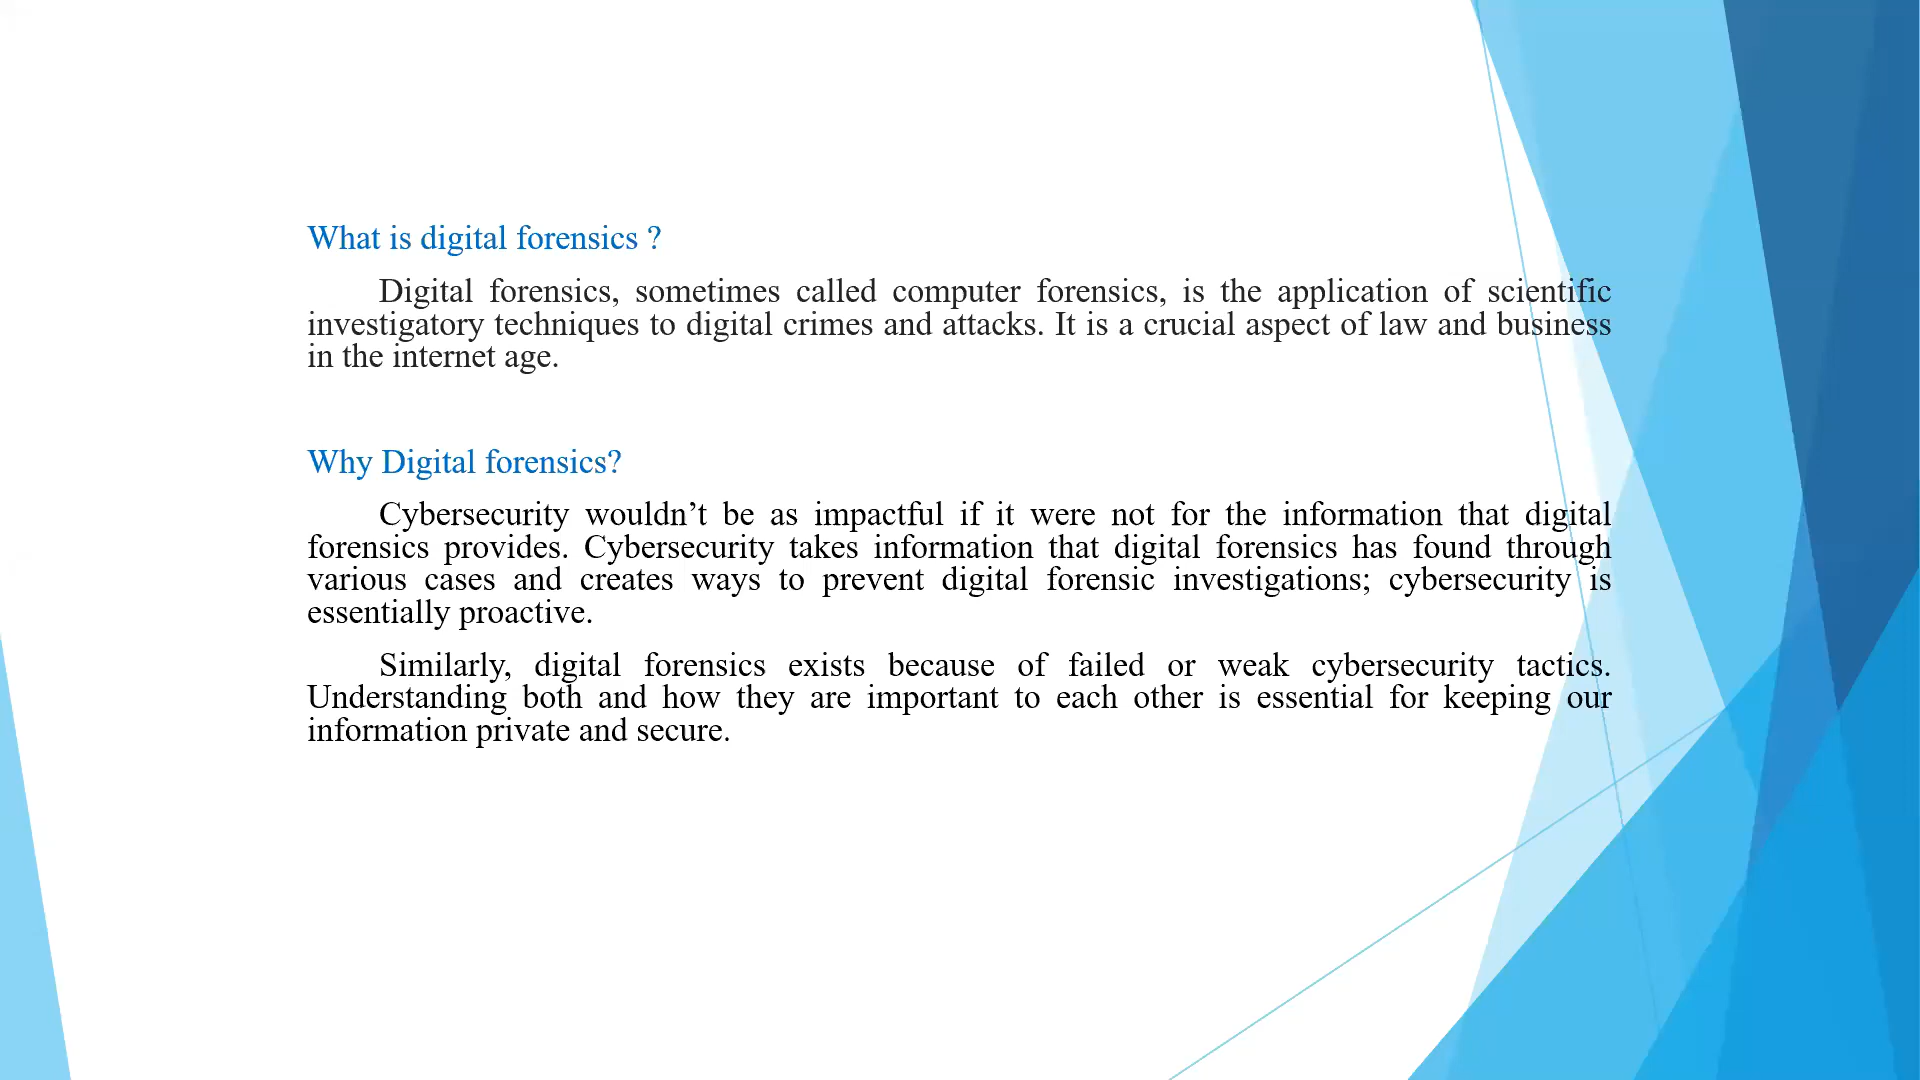 What is digital forensics ?
Digital forensics, sometimes called computer forensics, is the application of scientific
investigatory techniques to digital crimes and attacks. It is a crucial aspect of law and business
in the internet age.
Why Digital forensics?
Cybersecurity wouldn’t be as impactful if it were not for the information that digital
forensics provides. Cybersecurity takes information that digital forensics has found through
various cases and creates ways to prevent digital forensic investigations; cybersecurity is
essentially proactive.
Similarly, digital forensics exists because of failed or weak cybersecurity tactics.
Understanding both and how they are important to each other is essential for keeping our
information private and secure.